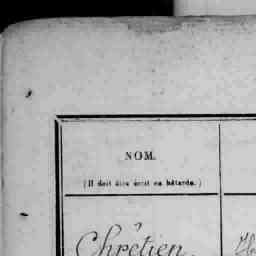 NOM.
(Il doit être écrit en bâtarde.)
Chrétien